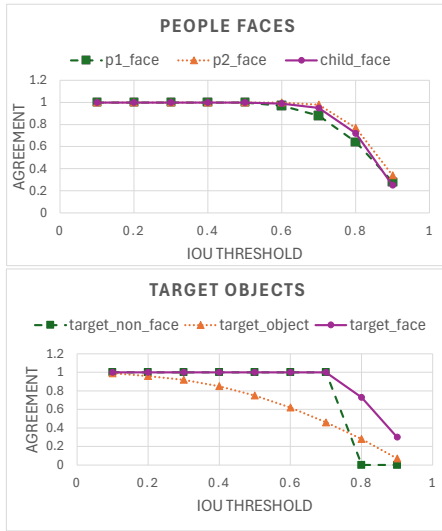 PEOPLE FACES
p1_face p2_face child_face
1.2
1
0.8
0.6
0.4
0.2
0
AGREEMENT
0 0.2 0.4 0.6 0.8 1
IOU THRESHOLD
TARGET OBJECTS
target_non_face target_object target_face
1.2
1
0.8
0.6
0.4
0.2
0
AGREEMENT
0 0.2 0.4 0.6 0.8 1
IOU THRESHOLD